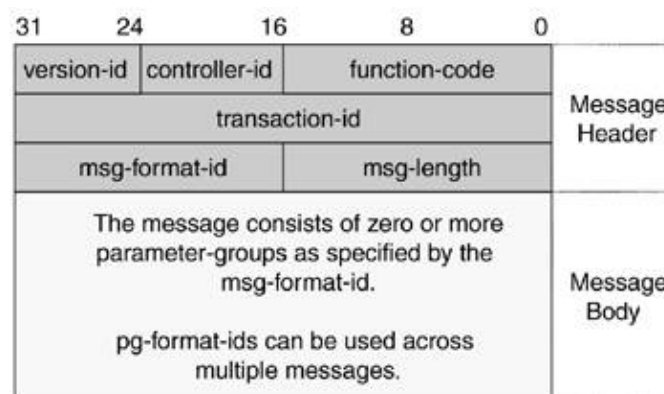 31 24 16 8 0
version-id controller-id function-code
transaction-id
Message
Header
msg-format-id msg-length
The message consists of zero or more
parameter-groups as specified by the
msg-format-id.
Message
Body
pg-format-ids can be used across
multiple messages.